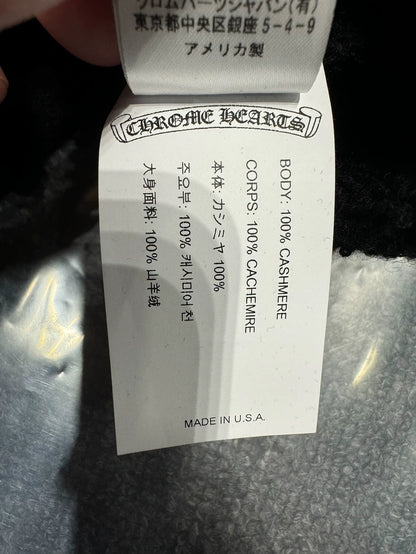 クロムハーツジャパン(有)
東京都中央区銀座5-4-9
アメリカ製
CHROME HEARTS
BODY: 100% CASHMERE
CORPS: 100% CACHEMIRE
本体: カシミヤ 100%
주요부: 100% 캐시미어 천
大身面料: 100% 山羊绒
MADE IN U.S.A.